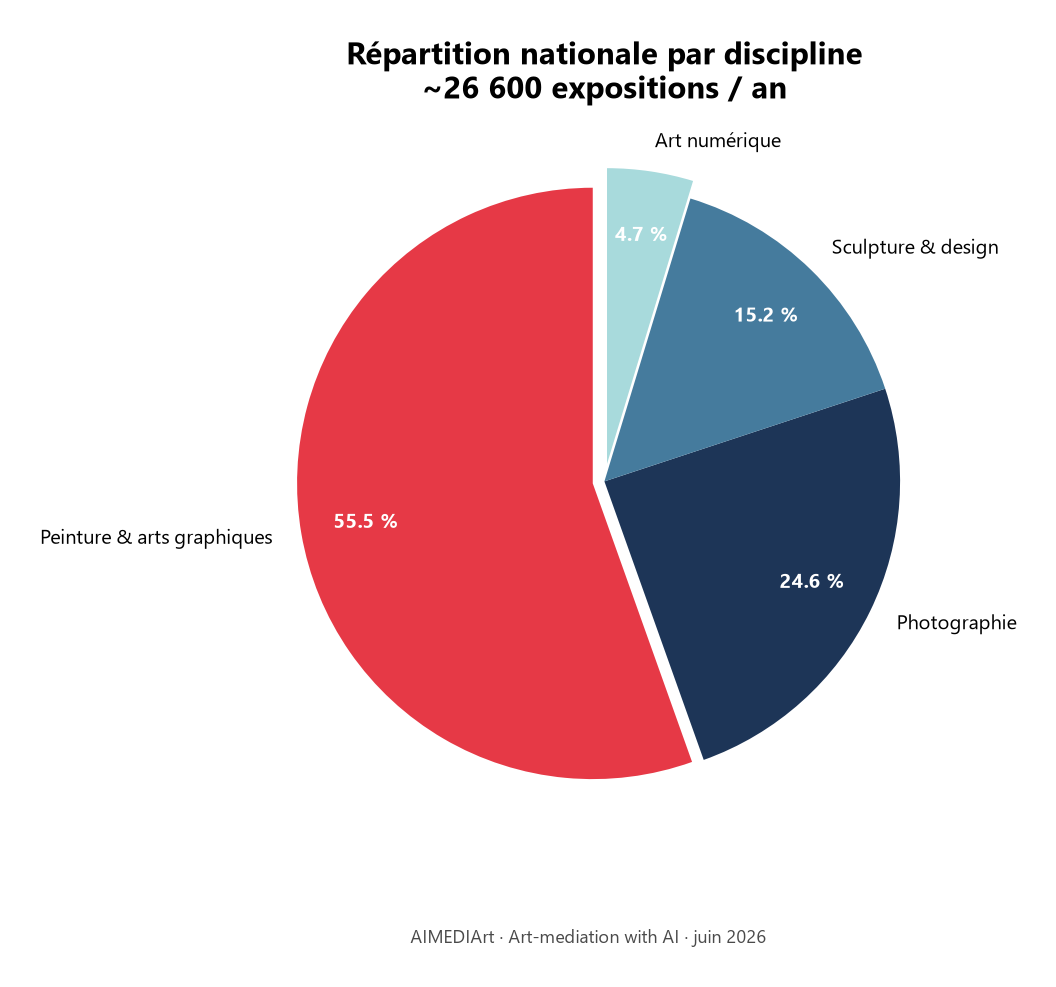 Répartition nationale par discipline
~26 600 expositions / an
Art numérique
4.7 %
Sculpture & design
15.2 %
55.5 %
Peinture & arts graphiques
24.6 %
Photographie
AIMEDIArt · Art-mediation with AI · juin 2026